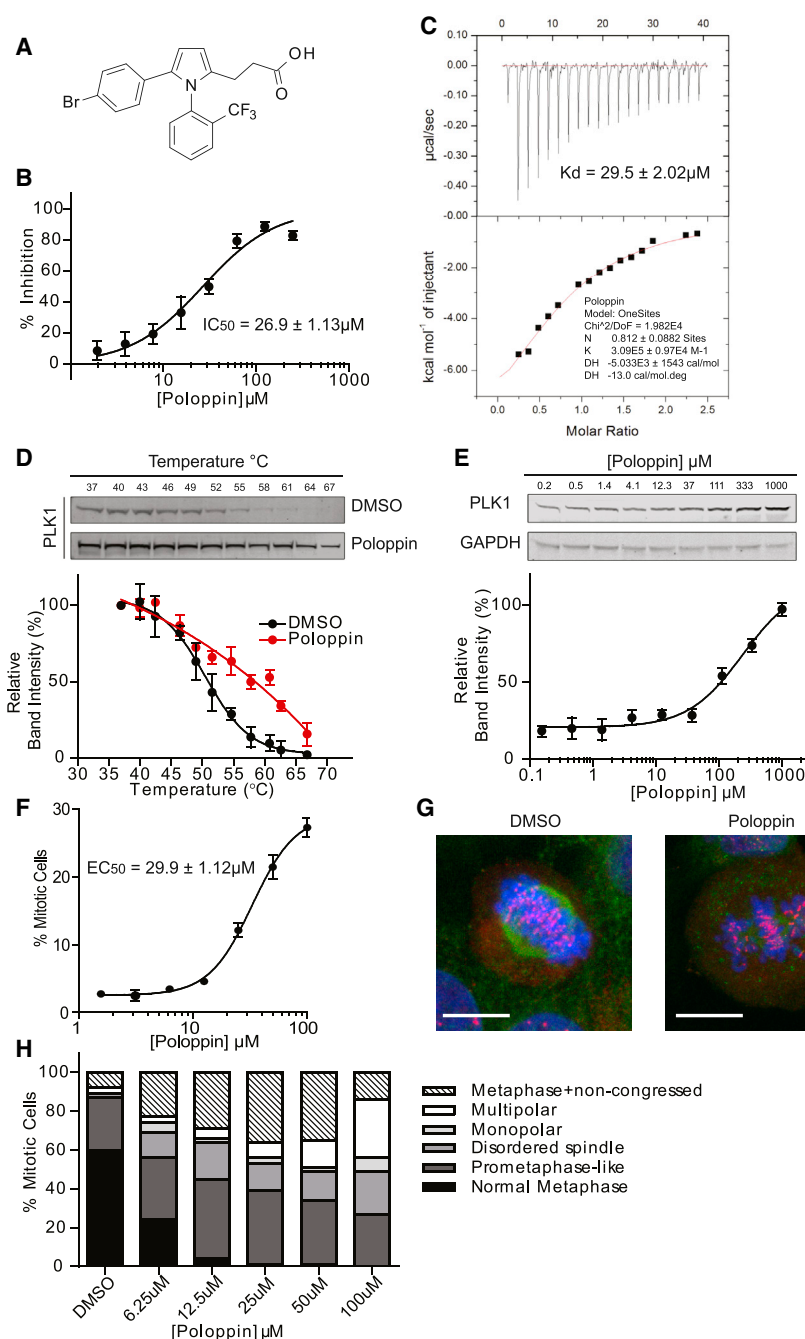 A
OH
O
Br
N
CF3
B
% Inhibition
100
80
60
40
20
0
IC50 = 26.9 ± 1.13µM
10
100
1000
[Poloppin]µM
C
0 10 20 30 40
0.10
0.00
-0.10
-0.20
-0.30
-0.40
-0.00
µcal/sec
Kd = 29.5 ± 2.02µM
-2.00
-4.00
-6.00
kcal mol-1 of injectant
Poloppin
Model: OneSites
Chi^2/DoF = 1.982E4
N 0.812 ± 0.0882 Sites
K 3.09E5 ± 0.97E4 M-1
DH -5.033E3 ± 1543 cal/mol
DH -13.0 cal/mol.deg
0.0 0.5 1.0 1.5 2.0 2.5
Molar Ratio
D
Temperature °C
37 40 43 46 49 52 55 58 61 64 67
PLK1
DMSO
Poloppin
Relative
Band Intensity (%)
100
50
0
DMSO
Poloppin
30 35 40 45 50 55 60 65 70
Temperature (°C)
E
[Poloppin] µM
0.2 0.5 1.4 4.1 12.3 37 111 333 1000
PLK1
GAPDH
Relative
Band Intensity (%)
100
50
0
0.1 1 10 100 1000
[Poloppin] µM
F
% Mitotic Cells
30
20
10
0
EC50 = 29.9 ± 1.12µM
1 10 100
[Poloppin] µM
G
DMSO
Poloppin
H
% Mitotic Cells
100
80
60
40
20
0
DMSO
6.25uM
12.5uM
25uM
50uM
100uM
[Poloppin] µM
Metaphase+non-congressed
Multipolar
Monopolar
Disordered spindle
Prometaphase-like
Normal Metaphase